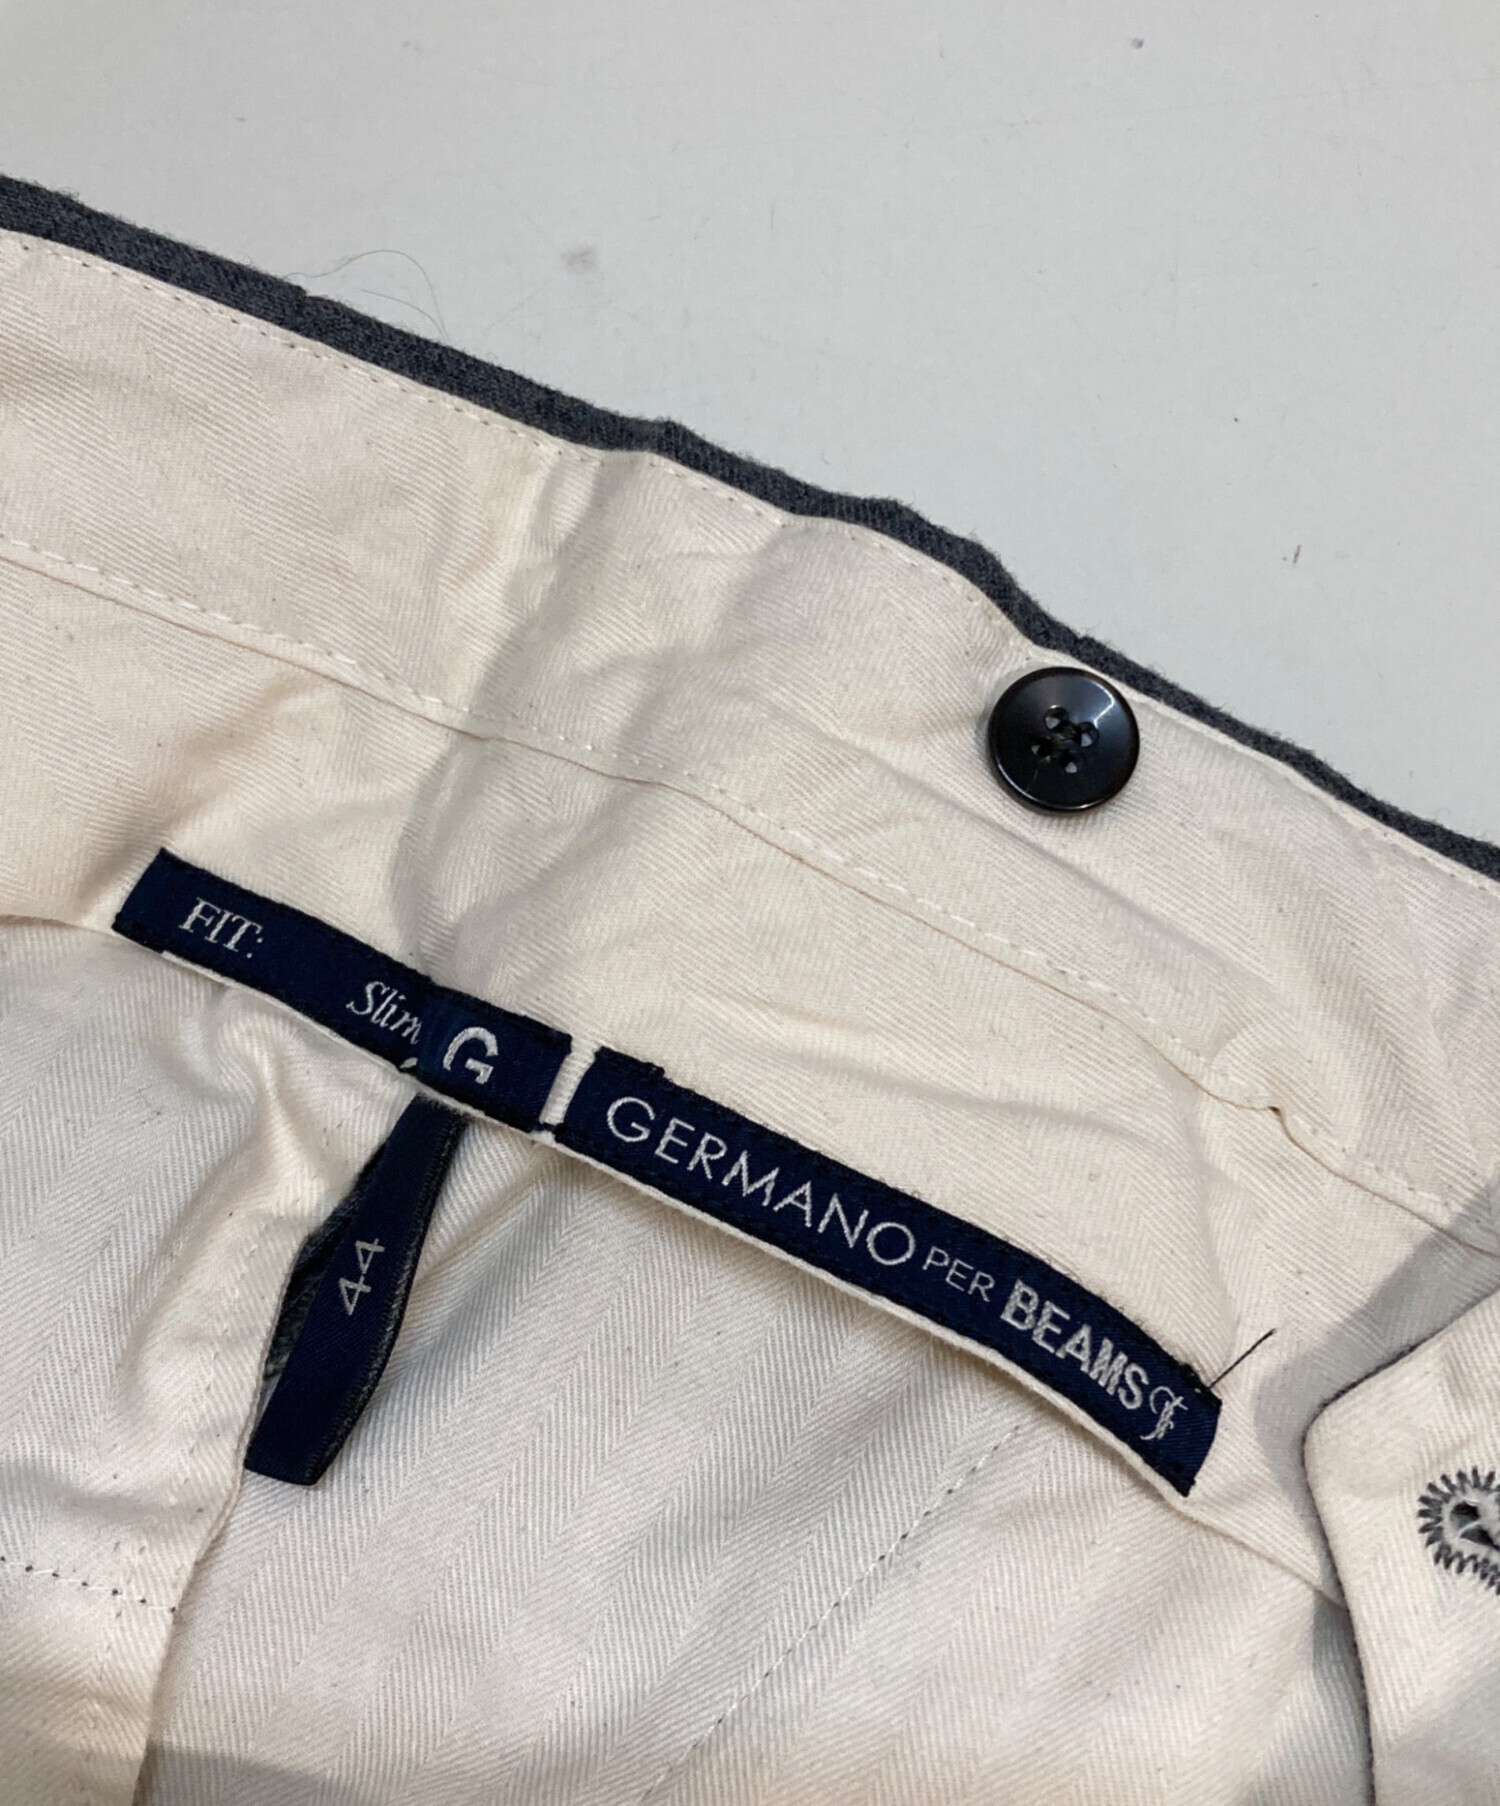 FIT: Slim
G
GERMANO PER BEAMS F
44